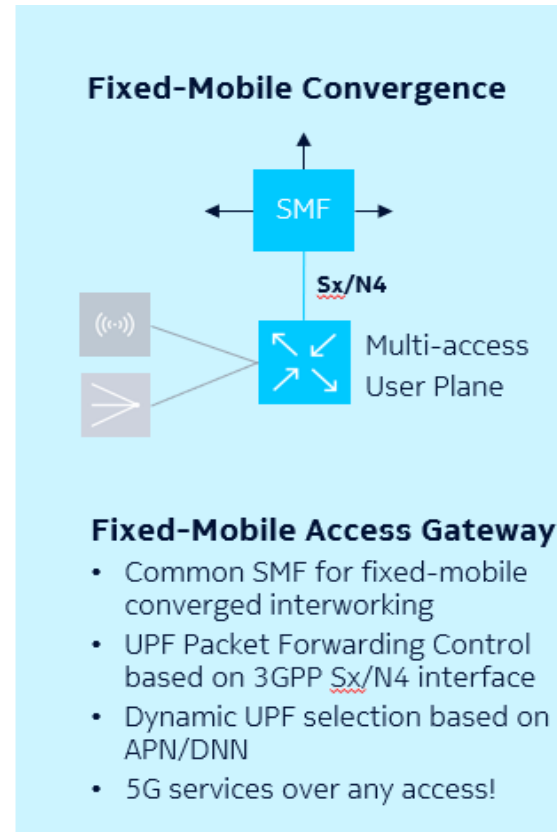 Fixed-Mobile Convergence
SMF
Sx/N4
Multi-access
User Plane
Fixed-Mobile Access Gateway
• Common SMF for fixed-mobile
converged interworking
• UPF Packet Forwarding Control
based on 3GPP Sx/N4 interface
• Dynamic UPF selection based on
APN/DNN
• 5G services over any access!